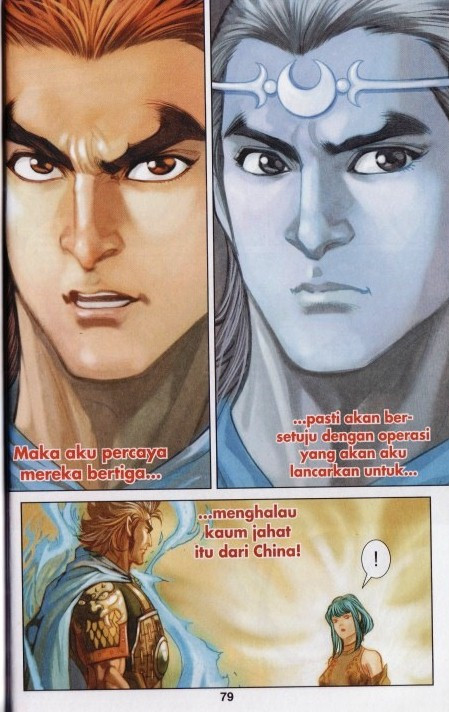 Maka aku percaya
mereka bertiga...
...pasti akan ber-
setuju dengan operasi
yang akan aku
lancarkan untuk...
...menghalau
kaum jahat
itu dari China!
!
79